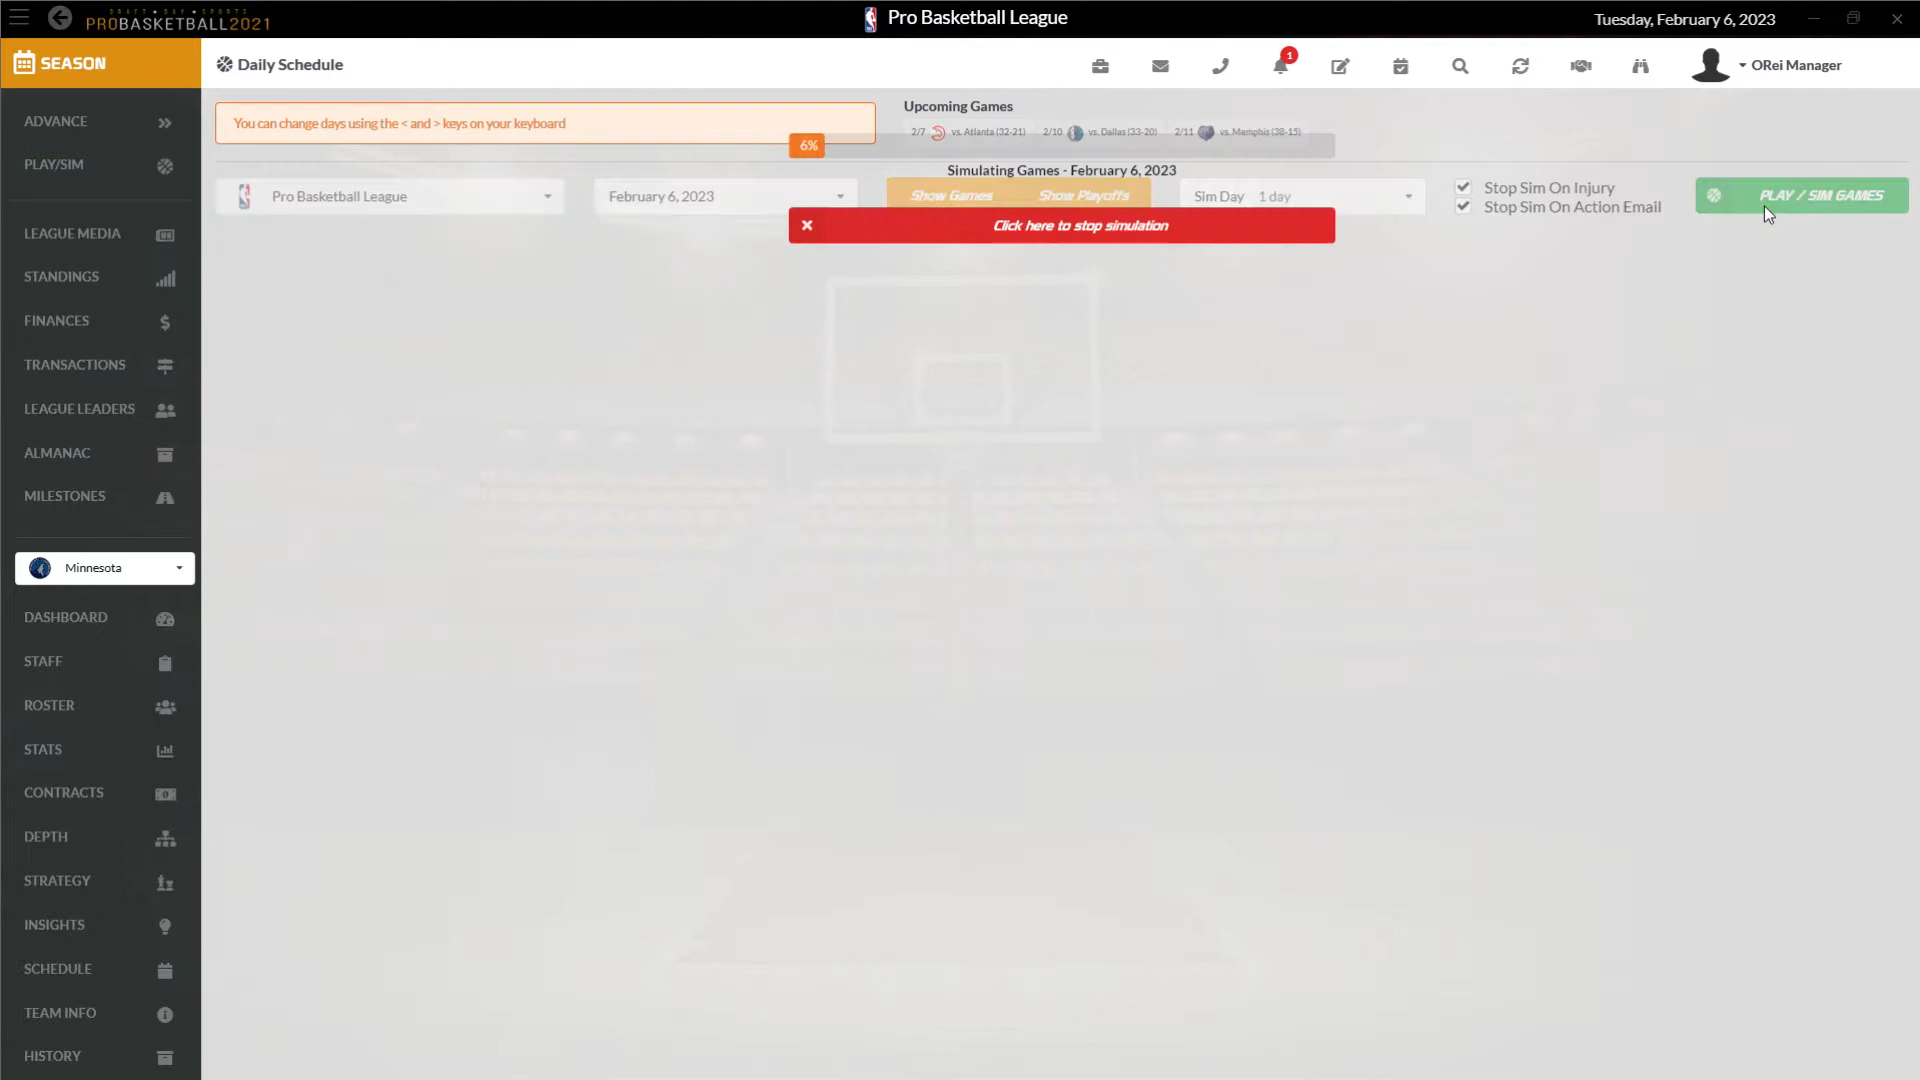 DRAFT DAY SPORTS
PROBASKETBALL2021
Pro Basketball League
Tuesday, February 6, 2023
SEASON
Daily Schedule
1
ORei Manager
ADVANCE
PLAY/SIM
LEAGUE MEDIA
STANDINGS
FINANCES
TRANSACTIONS
LEAGUE LEADERS
ALMANAC
MILESTONES
Minnesota
DASHBOARD
STAFF
ROSTER
STATS
CONTRACTS
DEPTH
STRATEGY
INSIGHTS
SCHEDULE
TEAM INFO
HISTORY
You can change days using the < and > keys on your keyboard
Upcoming Games
2/7 vs. Atlanta (32-21) 2/10 vs. Dallas (33-20) 2/11 vs. Memphis (38-15)
6%
Simulating Games - February 6, 2023
Pro Basketball League
February 6, 2023
Show Games Show Playoffs
Sim Day 1 day
Stop Sim On Injury
Stop Sim On Action Email
PLAY / SIM GAMES
Click here to stop simulation